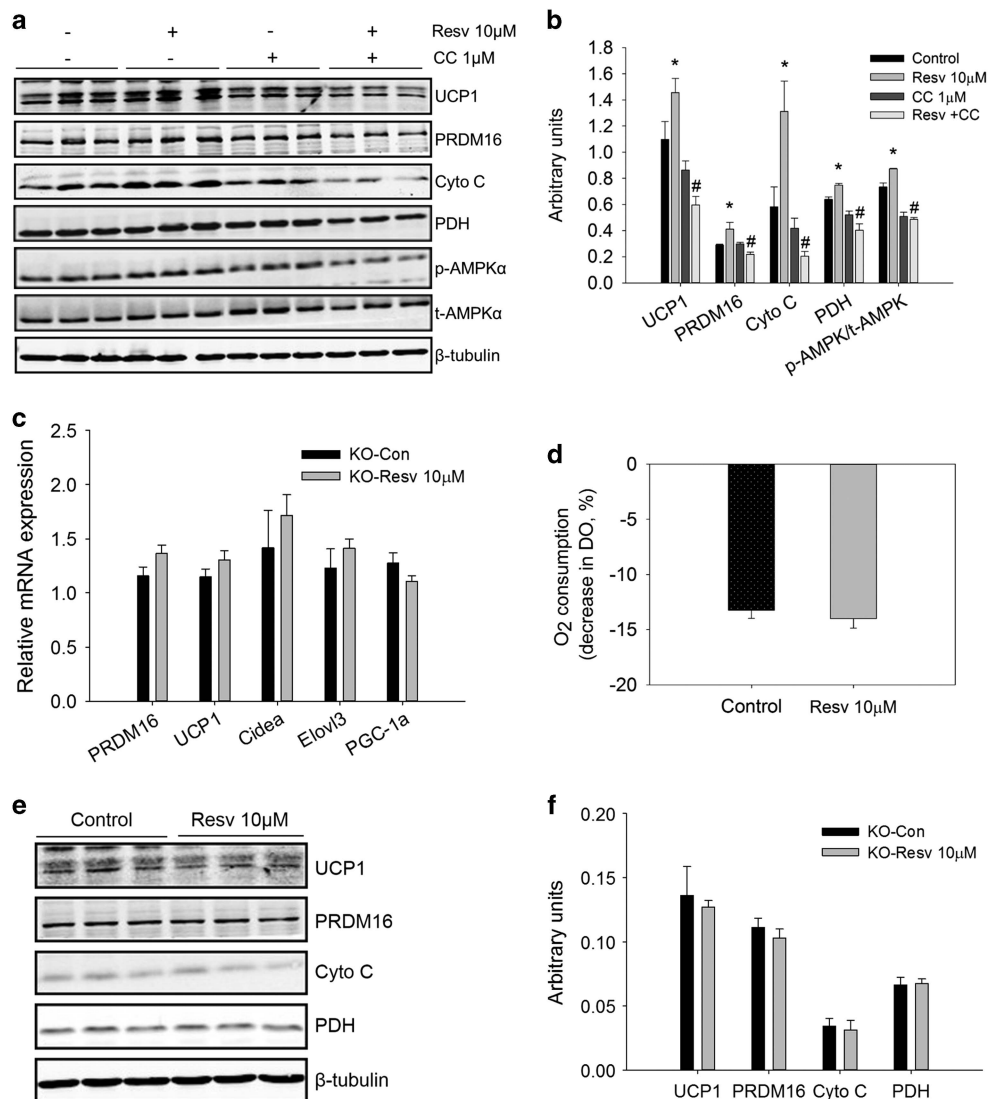 a
- + - + Resv 10μM
- - + + CC 1μM
UCP1
PRDM16
Cyto C
PDH
p-AMPKα
t-AMPKα
β-tubulin
b
Arbitrary units
1.8
1.6
1.4
1.2
1.0
0.8
0.6
0.4
0.2
0.0
Control
Resv 10μM
CC 1μM
Resv +CC
* * * * *
# # # # #
UCP1
PRDM16
Cyto C
PDH
p-AMPK/t-AMPK
c
Relative mRNA expression
2.5
2.0
1.5
1.0
0.5
0.0
KO-Con
KO-Resv 10μM
PRDM16
UCP1
Cidea
Elovl3
PGC-1a
d
O2 consumption
(decrease in DO, %)
-0
-5
-10
-15
-20
Control
Resv 10μM
e
Control Resv 10μM
UCP1
PRDM16
Cyto C
PDH
β-tubulin
f
Arbitrary units
0.20
0.15
0.10
0.05
0.00
KO-Con
KO-Resv 10μM
UCP1 PRDM16 Cyto C PDH